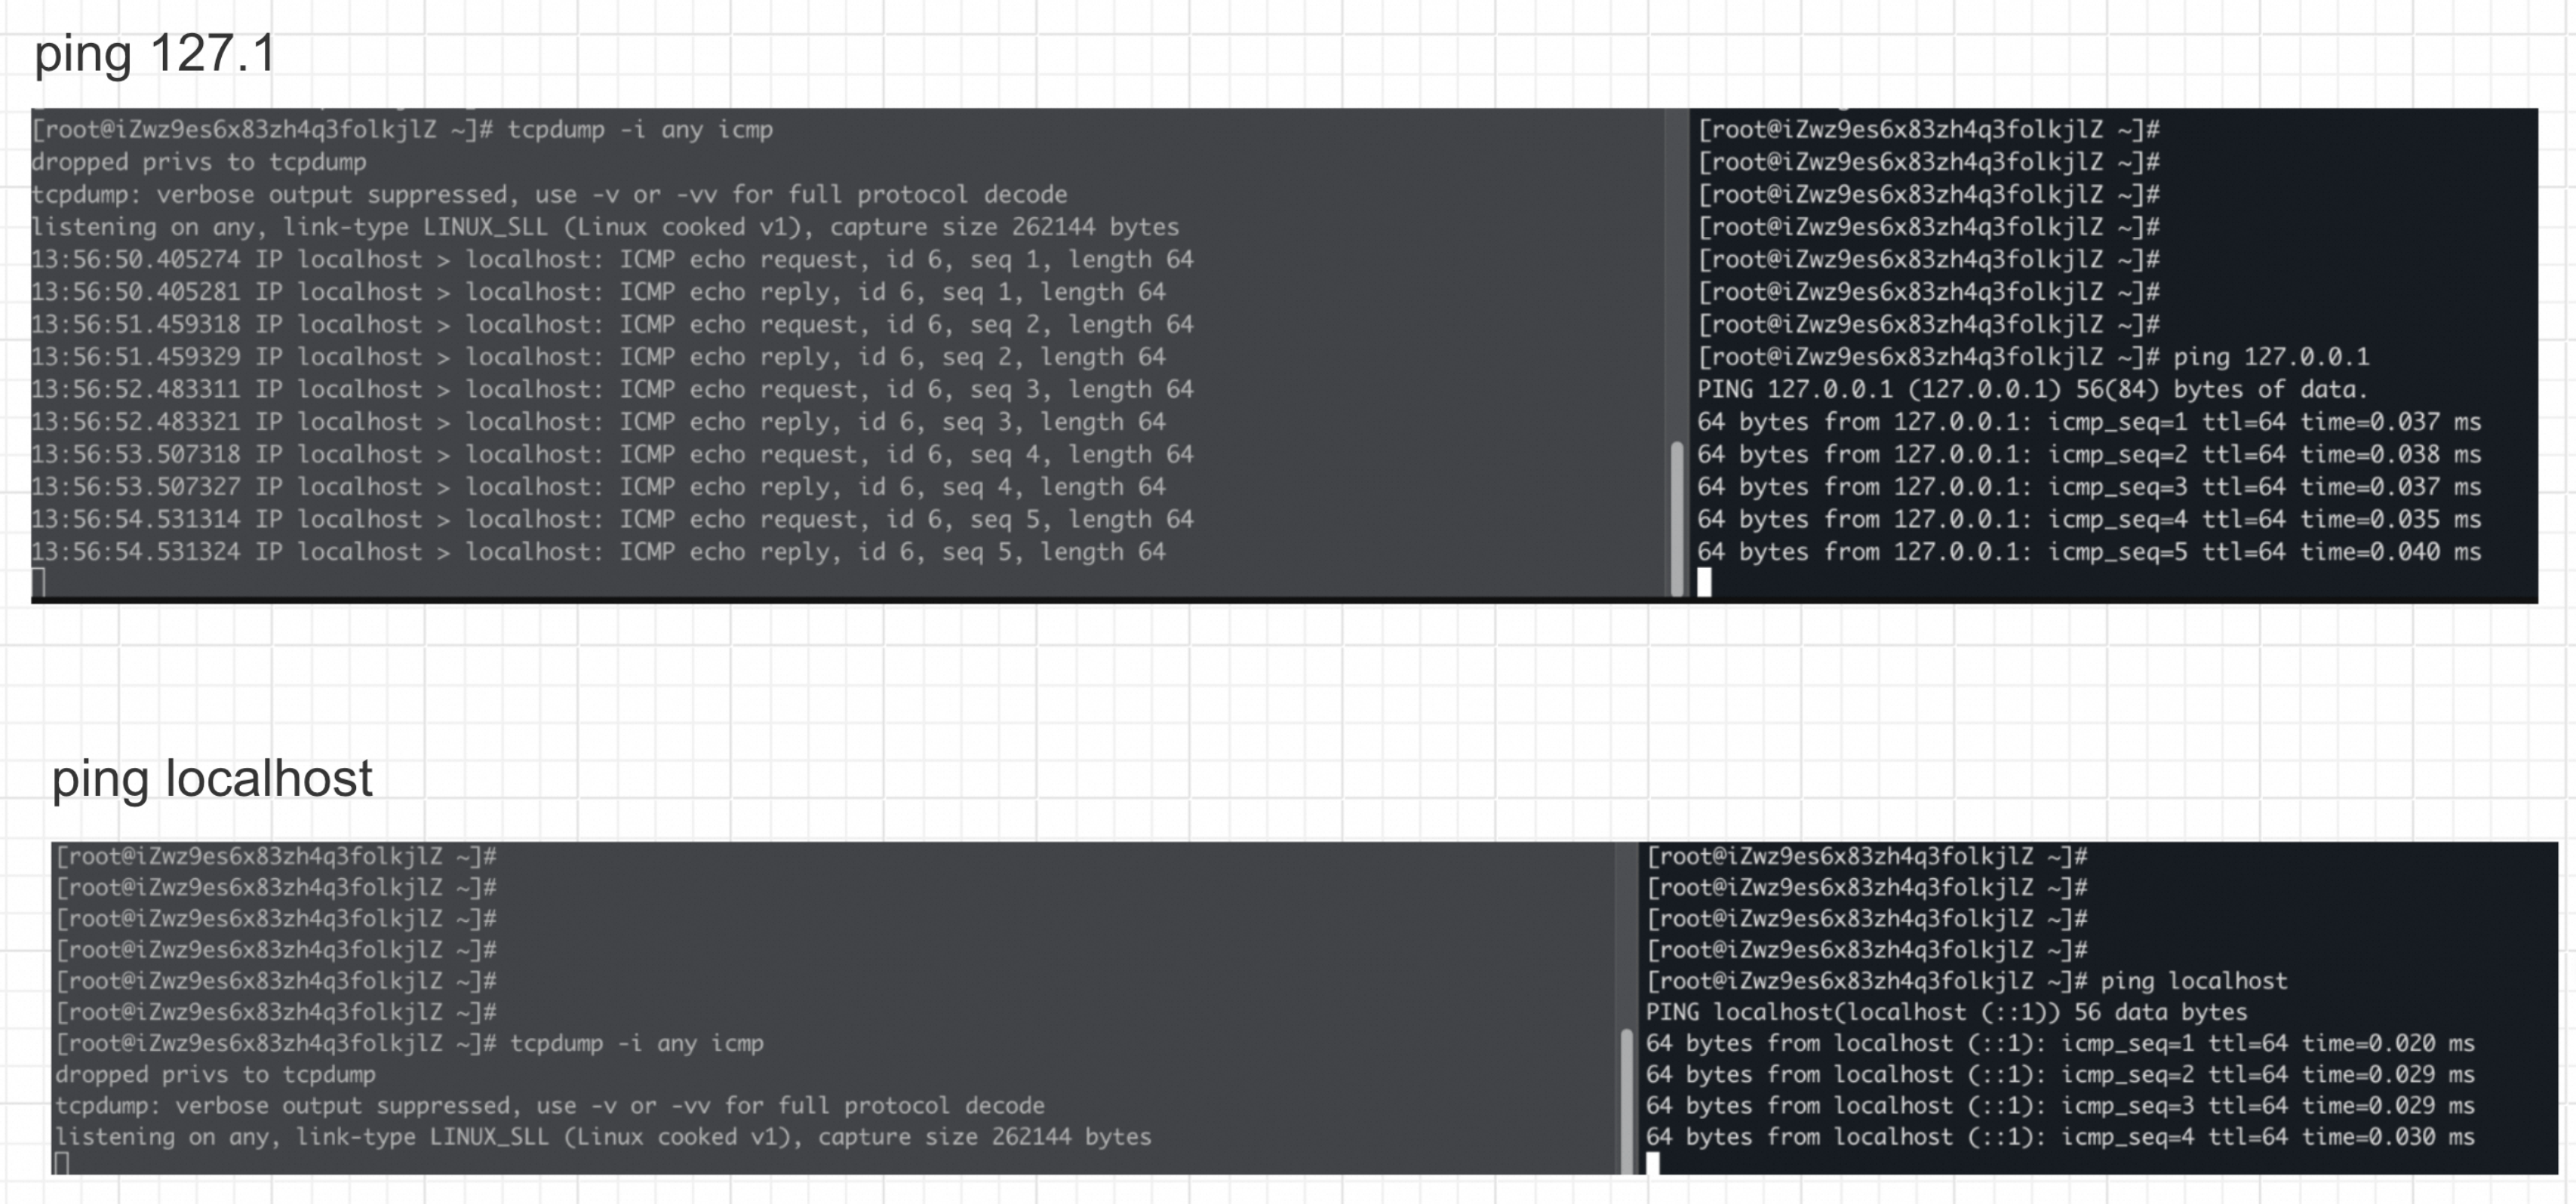 ping 127.1
[root@iZwz9es6x83zh4q3folkjlZ ~]# tcpdump -i any icmp
dropped privs to tcpdump
tcpdump: verbose output suppressed, use -v or -vv for full protocol decode
listening on any, link-type LINUX_SLL (Linux cooked v1), capture size 262144 bytes
13:56:50.405274 IP localhost > localhost: ICMP echo request, id 6, seq 1, length 64
13:56:50.405281 IP localhost > localhost: ICMP echo reply, id 6, seq 1, length 64
13:56:51.459318 IP localhost > localhost: ICMP echo request, id 6, seq 2, length 64
13:56:51.459329 IP localhost > localhost: ICMP echo reply, id 6, seq 2, length 64
13:56:52.483311 IP localhost > localhost: ICMP echo request, id 6, seq 3, length 64
13:56:52.483321 IP localhost > localhost: ICMP echo reply, id 6, seq 3, length 64
13:56:53.507318 IP localhost > localhost: ICMP echo request, id 6, seq 4, length 64
13:56:53.507327 IP localhost > localhost: ICMP echo reply, id 6, seq 4, length 64
13:56:54.531314 IP localhost > localhost: ICMP echo request, id 6, seq 5, length 64
13:56:54.531324 IP localhost > localhost: ICMP echo reply, id 6, seq 5, length 64
[root@iZwz9es6x83zh4q3folkjlZ ~]#
[root@iZwz9es6x83zh4q3folkjlZ ~]#
[root@iZwz9es6x83zh4q3folkjlZ ~]#
[root@iZwz9es6x83zh4q3folkjlZ ~]#
[root@iZwz9es6x83zh4q3folkjlZ ~]#
[root@iZwz9es6x83zh4q3folkjlZ ~]#
[root@iZwz9es6x83zh4q3folkjlZ ~]#
[root@iZwz9es6x83zh4q3folkjlZ ~]# ping 127.0.0.1
PING 127.0.0.1 (127.0.0.1) 56(84) bytes of data.
64 bytes from 127.0.0.1: icmp_seq=1 ttl=64 time=0.037 ms
64 bytes from 127.0.0.1: icmp_seq=2 ttl=64 time=0.038 ms
64 bytes from 127.0.0.1: icmp_seq=3 ttl=64 time=0.037 ms
64 bytes from 127.0.0.1: icmp_seq=4 ttl=64 time=0.035 ms
64 bytes from 127.0.0.1: icmp_seq=5 ttl=64 time=0.040 ms
ping localhost
[root@iZwz9es6x83zh4q3folkjlZ ~]#
[root@iZwz9es6x83zh4q3folkjlZ ~]#
[root@iZwz9es6x83zh4q3folkjlZ ~]#
[root@iZwz9es6x83zh4q3folkjlZ ~]#
[root@iZwz9es6x83zh4q3folkjlZ ~]#
[root@iZwz9es6x83zh4q3folkjlZ ~]#
[root@iZwz9es6x83zh4q3folkjlZ ~]# tcpdump -i any icmp
dropped privs to tcpdump
tcpdump: verbose output suppressed, use -v or -vv for full protocol decode
listening on any, link-type LINUX_SLL (Linux cooked v1), capture size 262144 bytes
[root@iZwz9es6x83zh4q3folkjlZ ~]#
[root@iZwz9es6x83zh4q3folkjlZ ~]#
[root@iZwz9es6x83zh4q3folkjlZ ~]#
[root@iZwz9es6x83zh4q3folkjlZ ~]#
[root@iZwz9es6x83zh4q3folkjlZ ~]# ping localhost
PING localhost(localhost (::1)) 56 data bytes
64 bytes from localhost (::1): icmp_seq=1 ttl=64 time=0.020 ms
64 bytes from localhost (::1): icmp_seq=2 ttl=64 time=0.029 ms
64 bytes from localhost (::1): icmp_seq=3 ttl=64 time=0.029 ms
64 bytes from localhost (::1): icmp_seq=4 ttl=64 time=0.030 ms